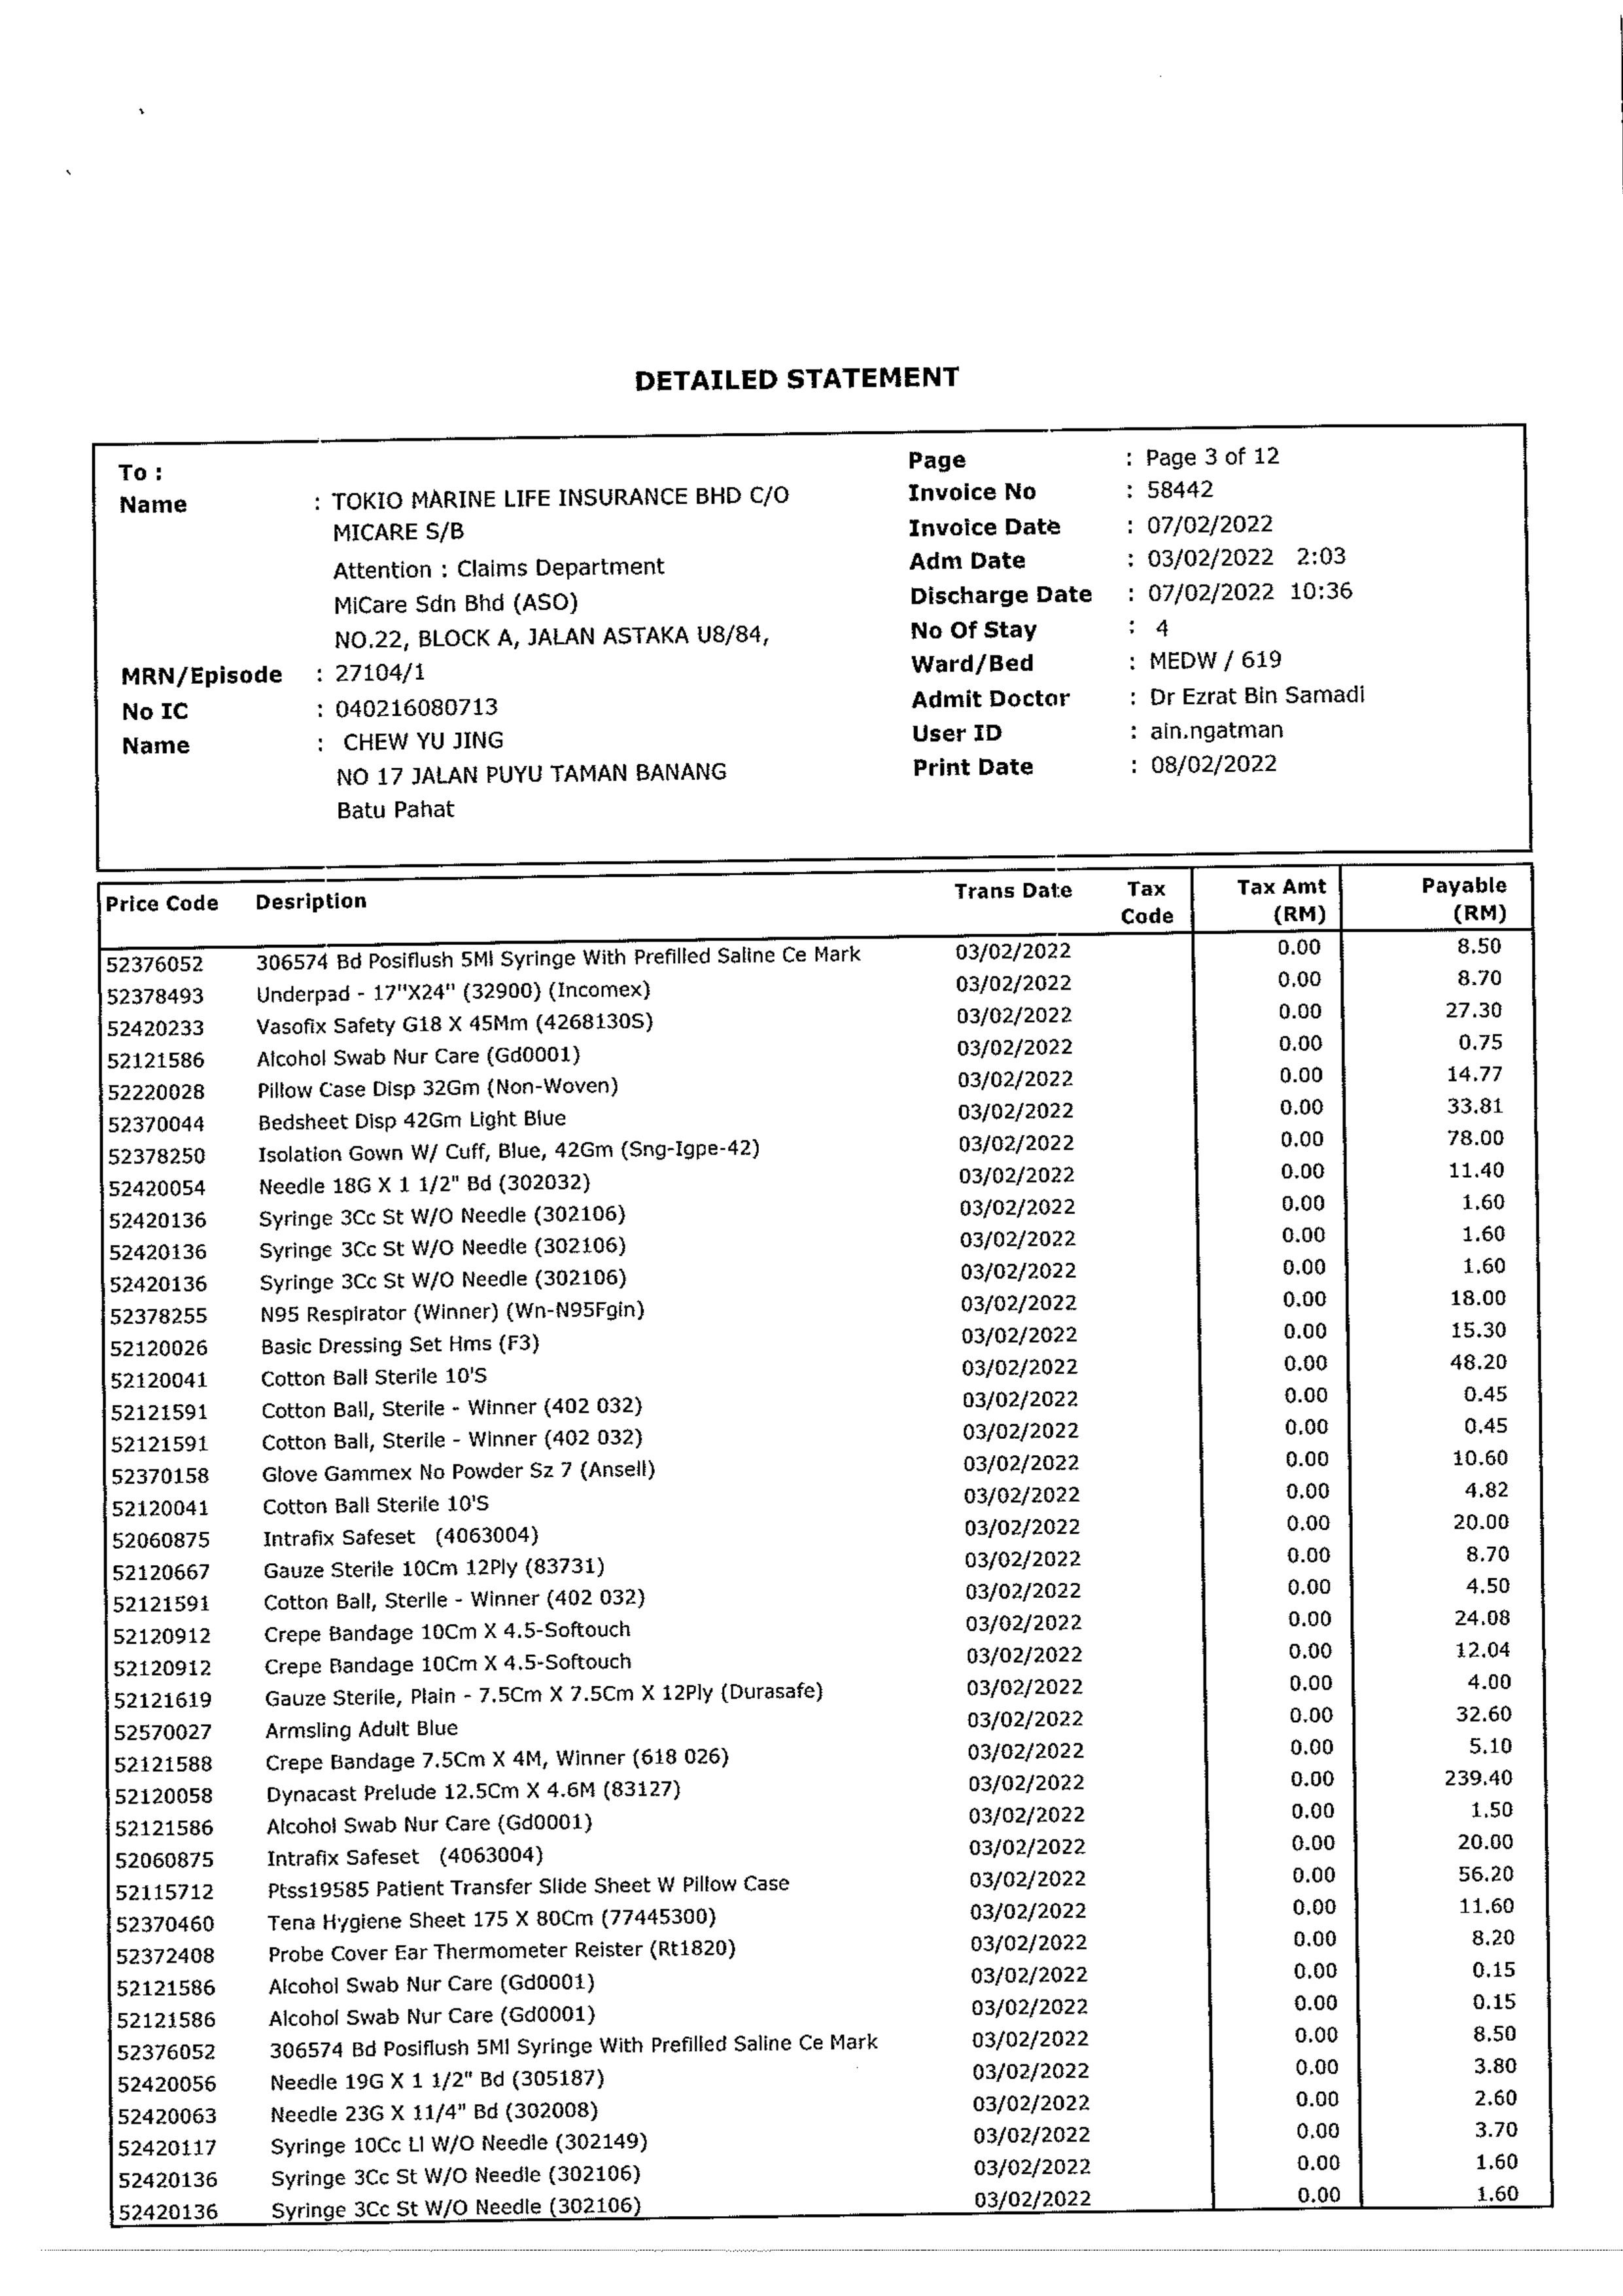 DETAILED STATEMENT
To :
Name : TOKIO MARINE LIFE INSURANCE BHD C/O
MICARE S/B
Attention : Claims Department
MiCare Sdn Bhd (ASO)
NO.22, BLOCK A, JALAN ASTAKA U8/84,
MRN/Episode : 27104/1
No IC : 040216080713
Name : CHEW YU JING
NO 17 JALAN PUYU TAMAN BANANG
Batu Pahat
Page : Page 3 of 12
Invoice No : 58442
Invoice Date : 07/02/2022
Adm Date : 03/02/2022 2:03
Discharge Date : 07/02/2022 10:36
No Of Stay : 4
Ward/Bed : MEDW / 619
Admit Doctor : Dr Ezrat Bin Samadi
User ID : ain.ngatman
Print Date : 08/02/2022
Price Code Desription Trans Date Tax Code Tax Amt (RM) Payable (RM)
52376052 306574 Bd Posiflush 5Ml Syringe With Prefilled Saline Ce Mark 03/02/2022 0.00 8.50
52378493 Underpad - 17"X24" (32900) (Incomex) 03/02/2022 0.00 8.70
52420233 Vasofix Safety G18 X 45Mm (4268130S) 03/02/2022 0.00 27.30
52121586 Alcohol Swab Nur Care (Gd0001) 03/02/2022 0.00 0.75
52220028 Pillow Case Disp 32Gm (Non-Woven) 03/02/2022 0.00 14.77
52370044 Bedsheet Disp 42Gm Light Blue 03/02/2022 0.00 33.81
52378250 Isolation Gown W/ Cuff, Blue, 42Gm (Sng-Igpe-42) 03/02/2022 0.00 78.00
52420054 Needle 18G X 1 1/2" Bd (302032) 03/02/2022 0.00 11.40
52420136 Syringe 3Cc St W/O Needle (302106) 03/02/2022 0.00 1.60
52420136 Syringe 3Cc St W/O Needle (302106) 03/02/2022 0.00 1.60
52420136 Syringe 3Cc St W/O Needle (302106) 03/02/2022 0.00 1.60
52378255 N95 Respirator (Winner) (Wn-N95Fgin) 03/02/2022 0.00 18.00
52120026 Basic Dressing Set Hms (F3) 03/02/2022 0.00 15.30
52120041 Cotton Ball Sterile 10'S 03/02/2022 0.00 48.20
52121591 Cotton Ball, Sterile - Winner (402 032) 03/02/2022 0.00 0.45
52121591 Cotton Ball, Sterile - Winner (402 032) 03/02/2022 0.00 0.45
52370158 Glove Gammex No Powder Sz 7 (Ansell) 03/02/2022 0.00 10.60
52120041 Cotton Ball Sterile 10'S 03/02/2022 0.00 4.82
52060875 Intrafix Safeset (4063004) 03/02/2022 0.00 20.00
52120667 Gauze Sterile 10Cm 12Ply (83731) 03/02/2022 0.00 8.70
52121591 Cotton Ball, Sterile - Winner (402 032) 03/02/2022 0.00 4.50
52120912 Crepe Bandage 10Cm X 4.5-Softouch 03/02/2022 0.00 24.08
52120912 Crepe Bandage 10Cm X 4.5-Softouch 03/02/2022 0.00 12.04
52121619 Gauze Sterile, Plain - 7.5Cm X 7.5Cm X 12Ply (Durasafe) 03/02/2022 0.00 4.00
52570027 Armsling Adult Blue 03/02/2022 0.00 32.60
52121588 Crepe Bandage 7.5Cm X 4M, Winner (618 026) 03/02/2022 0.00 5.10
52120058 Dynacast Prelude 12.5Cm X 4.6M (83127) 03/02/2022 0.00 239.40
52121586 Alcohol Swab Nur Care (Gd0001) 03/02/2022 0.00 1.50
52060875 Intrafix Safeset (4063004) 03/02/2022 0.00 20.00
52115712 Ptss19585 Patient Transfer Slide Sheet W Pillow Case 03/02/2022 0.00 56.20
52370460 Tena Hygiene Sheet 175 X 80Cm (77445300) 03/02/2022 0.00 11.60
52372408 Probe Cover Ear Thermometer Reister (Rt1820) 03/02/2022 0.00 8.20
52121586 Alcohol Swab Nur Care (Gd0001) 03/02/2022 0.00 0.15
52121586 Alcohol Swab Nur Care (Gd0001) 03/02/2022 0.00 0.15
52376052 306574 Bd Posiflush 5Ml Syringe With Prefilled Saline Ce Mark 03/02/2022 0.00 8.50
52420056 Needle 19G X 1 1/2" Bd (305187) 03/02/2022 0.00 3.80
52420063 Needle 23G X 11/4" Bd (302008) 03/02/2022 0.00 2.60
52420117 Syringe 10Cc Ll W/O Needle (302149) 03/02/2022 0.00 3.70
52420136 Syringe 3Cc St W/O Needle (302106) 03/02/2022 0.00 1.60
52420136 Syringe 3Cc St W/O Needle (302106) 03/02/2022 0.00 1.60